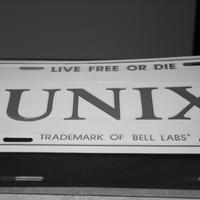 LIVE FREE OR DIE
UNIX
TRADEMARK OF BELL LABS